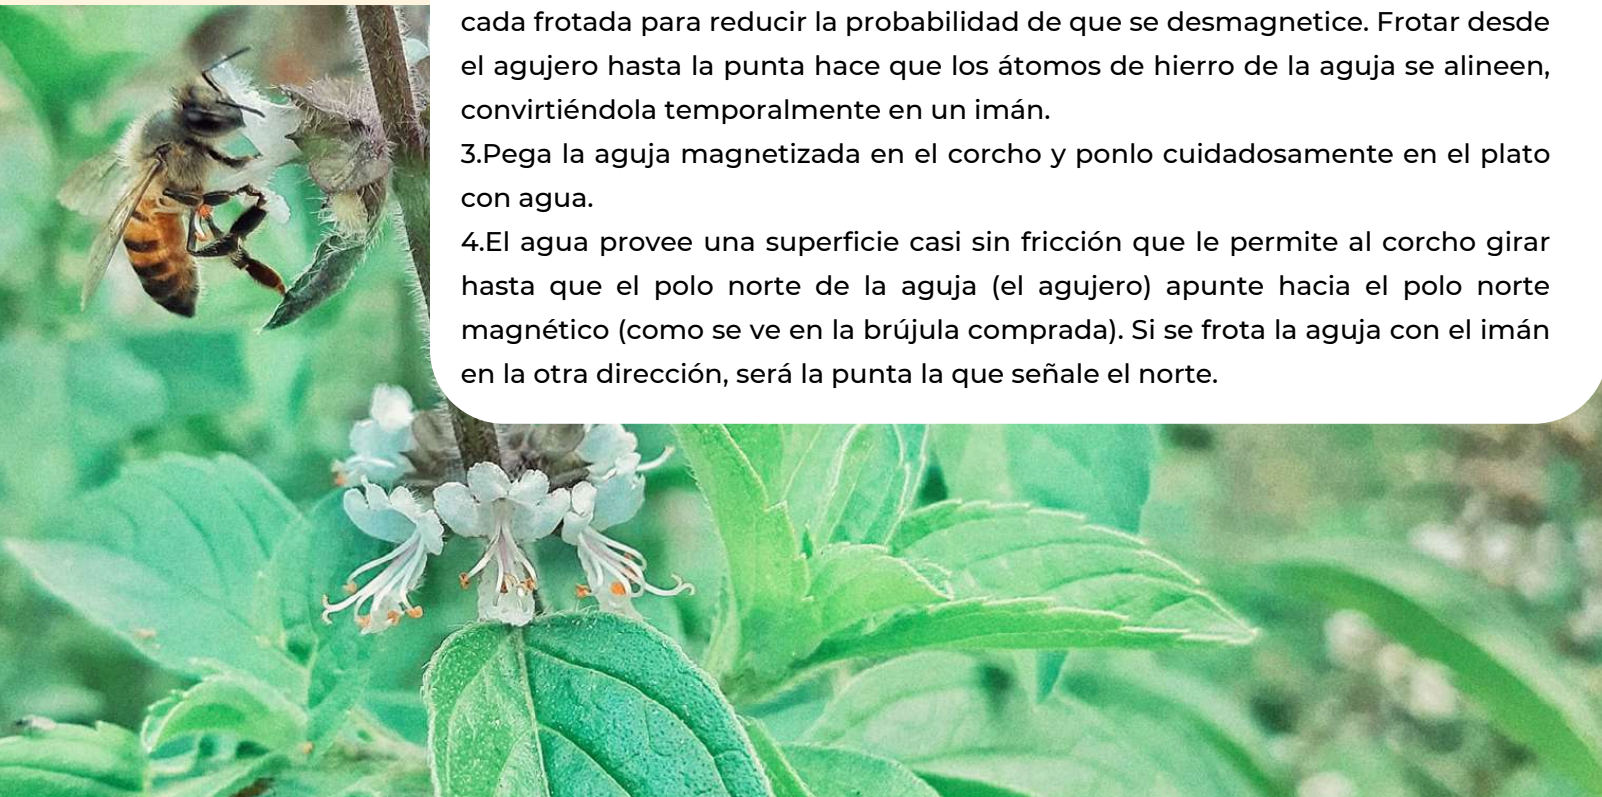 cada frotada para reducir la probabilidad de que se desmagnetice. Frotar desde
el agujero hasta la punta hace que los átomos de hierro de la aguja se alineen,
convirtiéndola temporalmente en un imán.
3.Pega la aguja magnetizada en el corcho y ponlo cuidadosamente en el plato
con agua.
4.El agua provee una superficie casi sin fricción que le permite al corcho girar
hasta que el polo norte de la aguja (el agujero) apunte hacia el polo norte
magnético (como se ve en la brújula comprada). Si se frota la aguja con el imán
en la otra dirección, será la punta la que señale el norte.